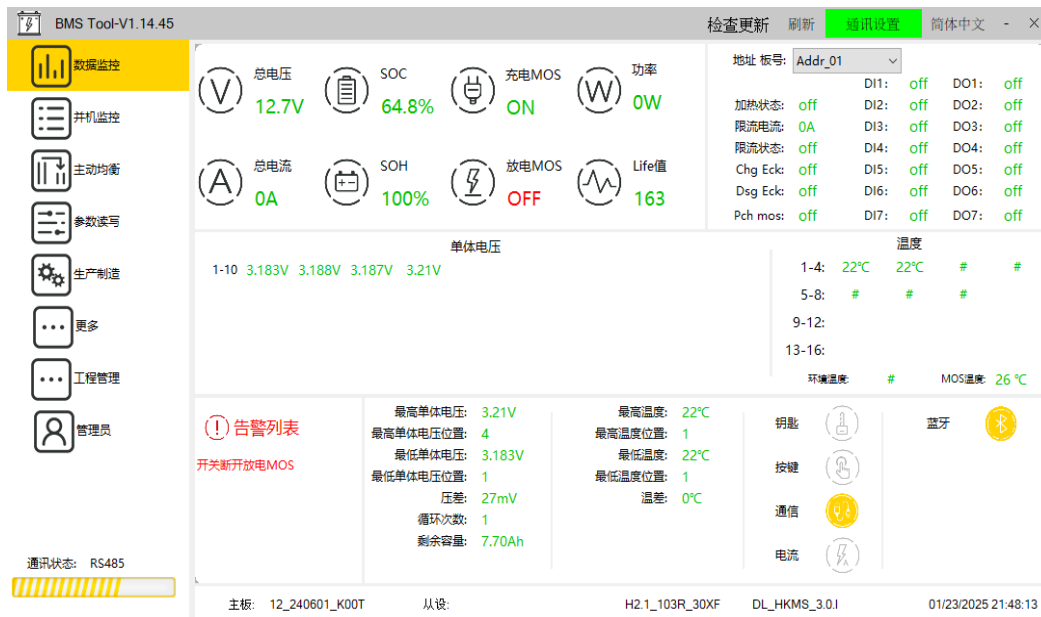 BMS Tool-V1.14.45 检查更新 刷新 通讯设置 简体中文 - ×
数据监控
并机监控
主动均衡
参数读写
生产制造
更多
工程管理
管理员
通讯状态: RS485
总电压 12.7V
SOC 64.8%
充电MOS ON
功率 0W
总电流 0A
SOH 100%
放电MOS OFF
Life值 163
地址 板号: Addr_01
DI1: off DO1: off
加热状态: off DI2: off DO2: off
限流电流: 0A DI3: off DO3: off
限流状态: off DI4: off DO4: off
Chg Eck: off DI5: off DO5: off
Dsg Eck: off DI6: off DO6: off
Pch mos: off DI7: off DO7: off
单体电压
1-10 3.183V 3.188V 3.187V 3.21V
温度
1-4: 22℃ 22℃ # #
5-8: # # #
9-12:
13-16:
环境温度: # MOS温度: 26 ℃
告警列表
开关断开放电MOS
最高单体电压: 3.21V
最高单体电压位置: 4
最低单体电压: 3.183V
最低单体电压位置: 1
压差: 27mV
循环次数: 1
剩余容量: 7.70Ah
最高温度: 22℃
最高温度位置: 1
最低温度: 22℃
最低温度位置: 1
温差: 0℃
钥匙
按键
通信
电流
蓝牙
主板: 12_240601_K00T 从设: H2.1_103R_30XF DL_HKMS_3.0.I 01/23/2025 21:48:13